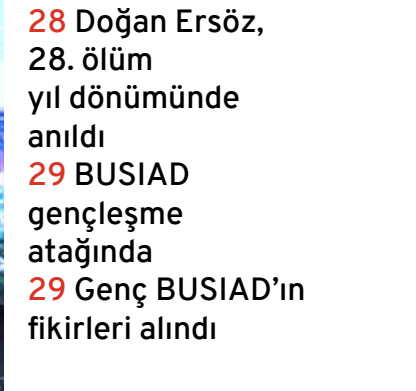 28 Doğan Ersöz,
28. ölüm
yıl dönümünde
anıldı
29 BUSIAD
gençleşme
atağında
29 Genç BUSIAD’ın
fikirleri alındı